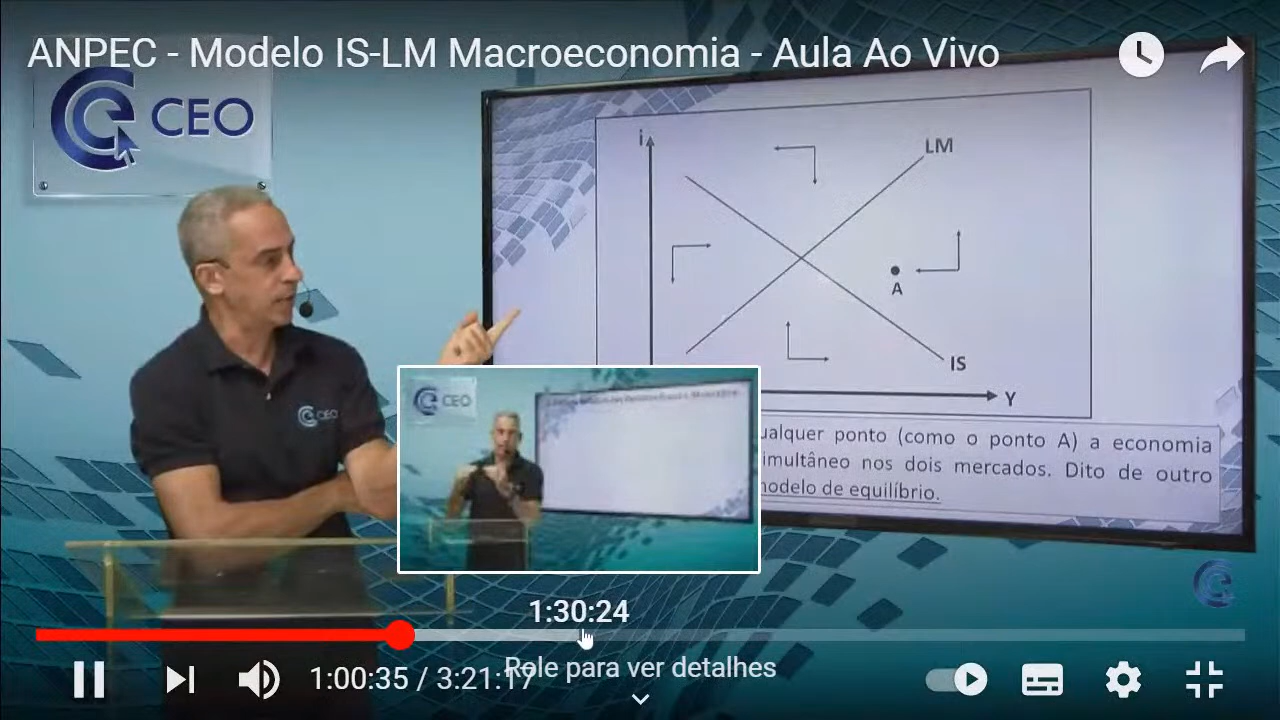 ANPEC - Modelo IS-LM Macroeconomia - Aula Ao Vivo
CEO
i
LM
A
IS
Y
ualquer ponto (como o ponto A) a economia
imultâneo nos dois mercados. Dito de outro
modelo de equilíbrio.
CEO
CEO
1:30:24
1:00:35 / 3:21:17
Role para ver detalhes